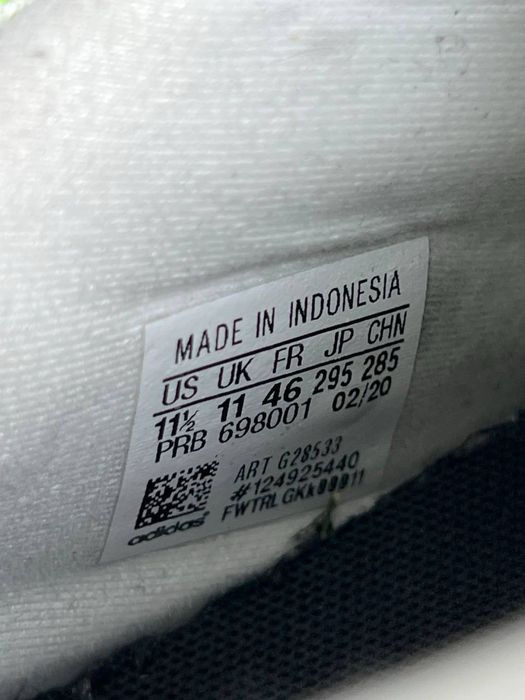 MADE IN INDONESIA
US UK FR JP CHN
11½ 11 46 295 285
PRB 698001 02/20
ART G28533
#124925440
adidas